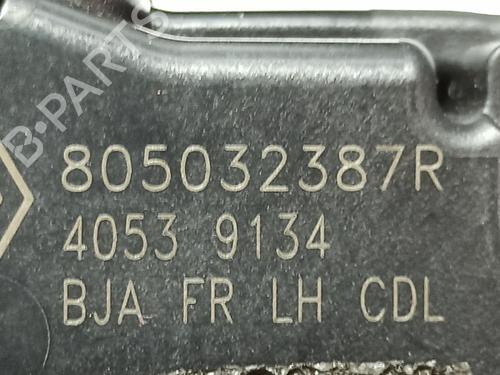 B-PARTS
805032387R
4053 9134
BJA FR LH CDL